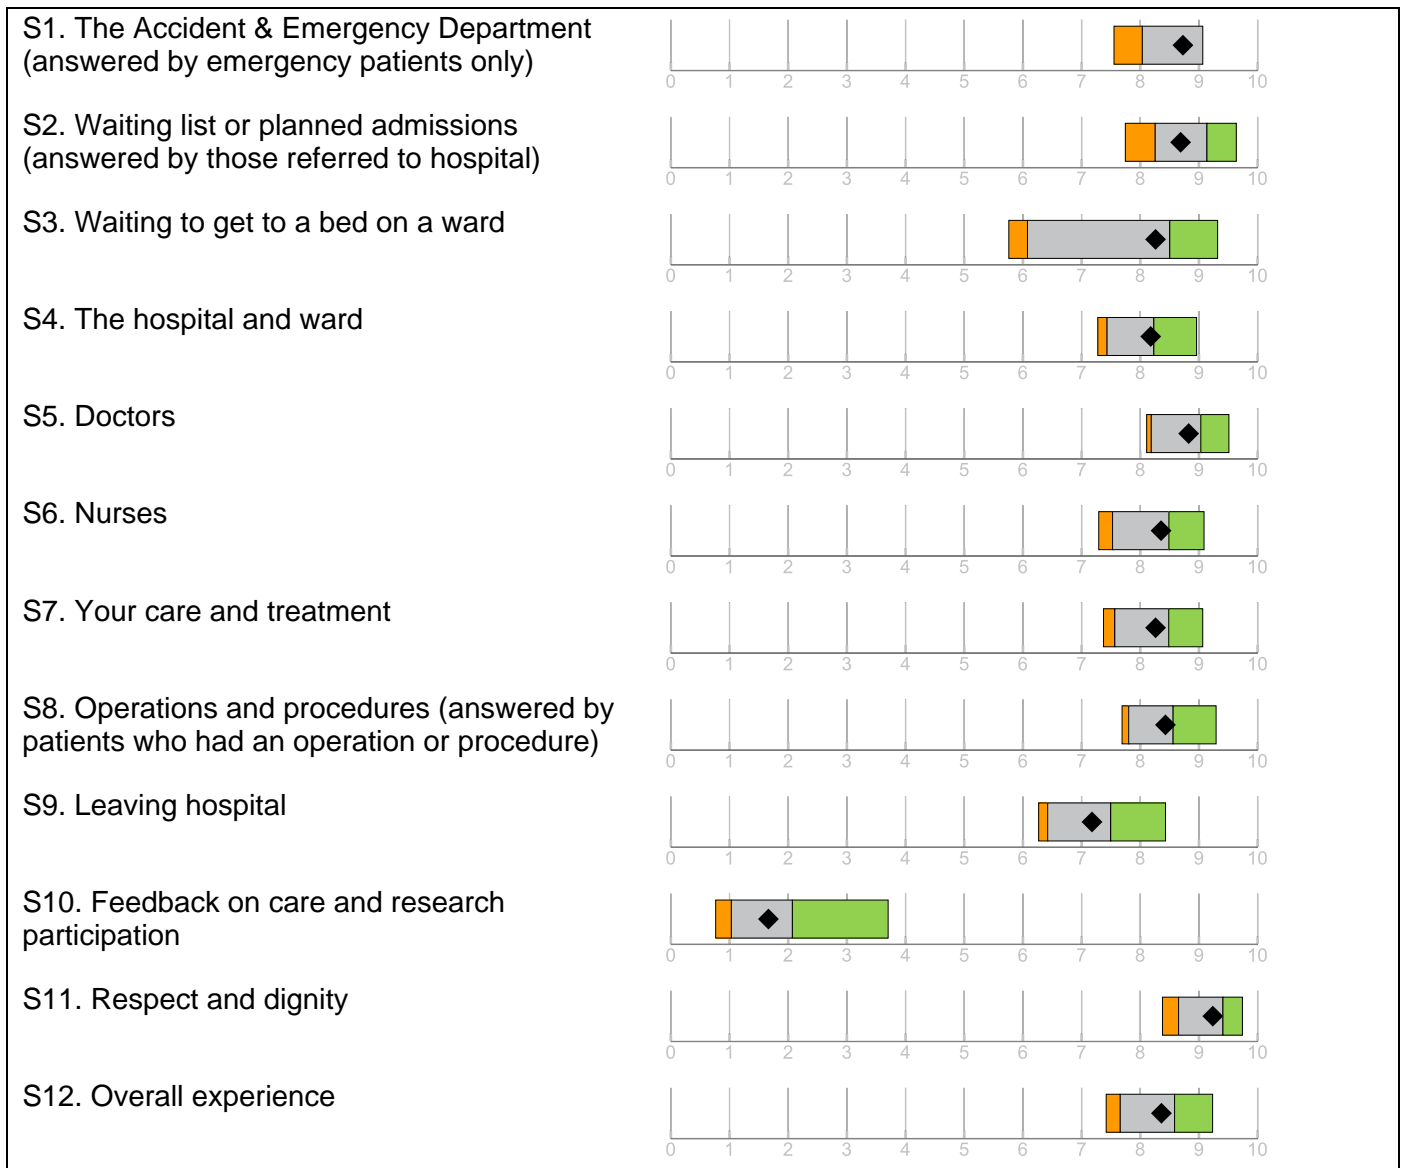 S1. The Accident & Emergency Department
(answered by emergency patients only)
0 1 2 3 4 5 6 7 8 9 10
S2. Waiting list or planned admissions
(answered by those referred to hospital)
0 1 2 3 4 5 6 7 8 9 10
S3. Waiting to get to a bed on a ward
0 1 2 3 4 5 6 7 8 9 10
S4. The hospital and ward
0 1 2 3 4 5 6 7 8 9 10
S5. Doctors
0 1 2 3 4 5 6 7 8 9 10
S6. Nurses
0 1 2 3 4 5 6 7 8 9 10
S7. Your care and treatment
0 1 2 3 4 5 6 7 8 9 10
S8. Operations and procedures (answered by
patients who had an operation or procedure)
0 1 2 3 4 5 6 7 8 9 10
S9. Leaving hospital
0 1 2 3 4 5 6 7 8 9 10
S10. Feedback on care and research
participation
0 1 2 3 4 5 6 7 8 9 10
S11. Respect and dignity
0 1 2 3 4 5 6 7 8 9 10
S12. Overall experience
0 1 2 3 4 5 6 7 8 9 10